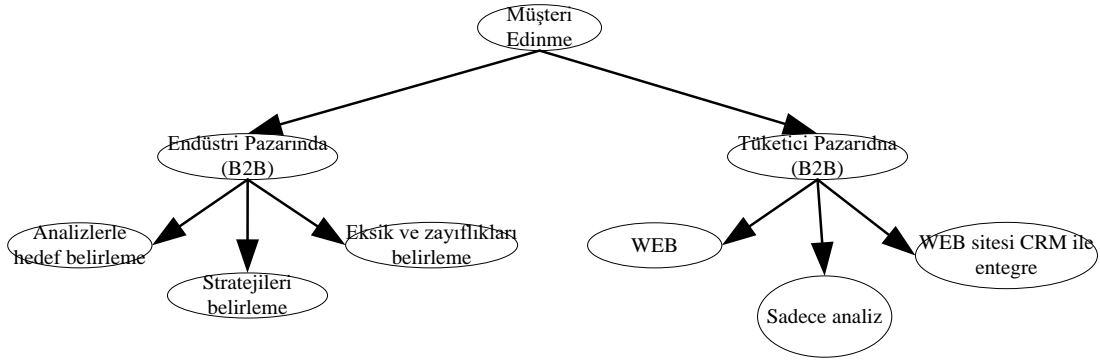 Müşteri
Edinme
Endüstri Pazarında
(B2B)
Tüketici Pazarıdna
(B2B)
Analizlerle
hedef belirleme
Stratejileri
belirleme
Eksik ve zayıflıkları
belirleme
WEB
Sadece analiz
WEB sitesi CRM ile
entegre